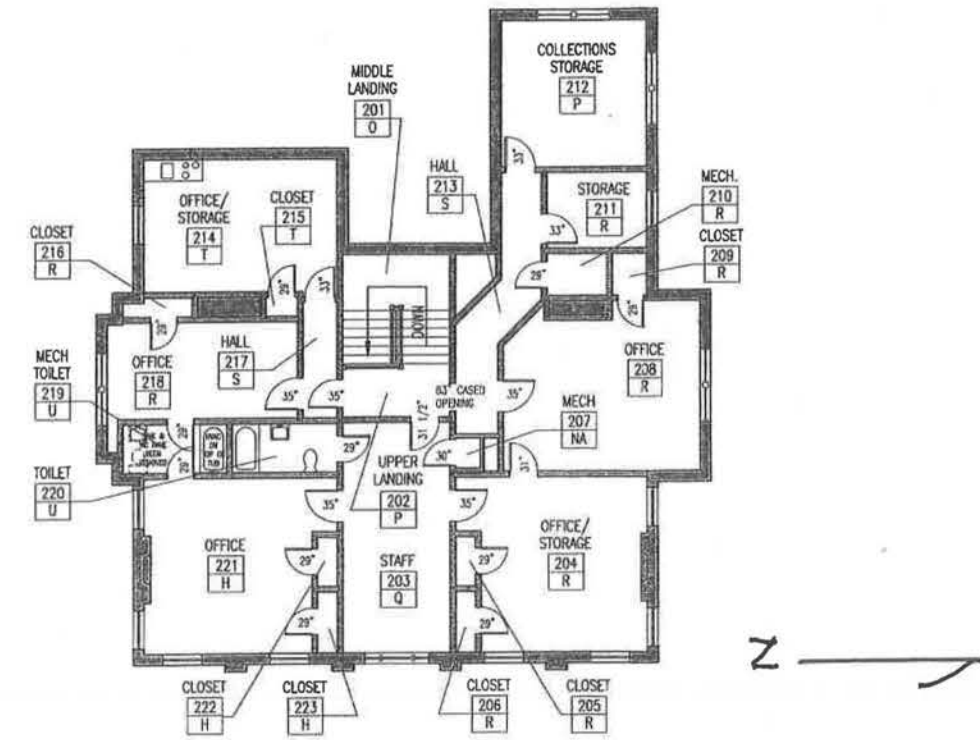 COLLECTIONS
STORAGE
212
P
MIDDLE
LANDING
201
O
33"
HALL
213
S
STORAGE
211
R
33"
MECH.
210
R
CLOSET
209
R
29"
29"
OFFICE/
STORAGE
214
T
CLOSET
215
T
29"
33"
CLOSET
216
R
29"
DOWN
HALL
217
S
OFFICE
218
R
35"
35"
63" CASED
OPENING
35"
OFFICE
208
R
MECH
TOILET
219
U
29"
29"
TUB
31 1/2"
MECH
207
NA
30"
31"
29"
TOILET
220
U
UPPER
LANDING
202
P
35"
35"
OFFICE
221
H
STAFF
203
Q
OFFICE/
STORAGE
204
R
29"
29"
29"
29"
CLOSET
222
H
CLOSET
223
H
CLOSET
206
R
CLOSET
205
R
Z